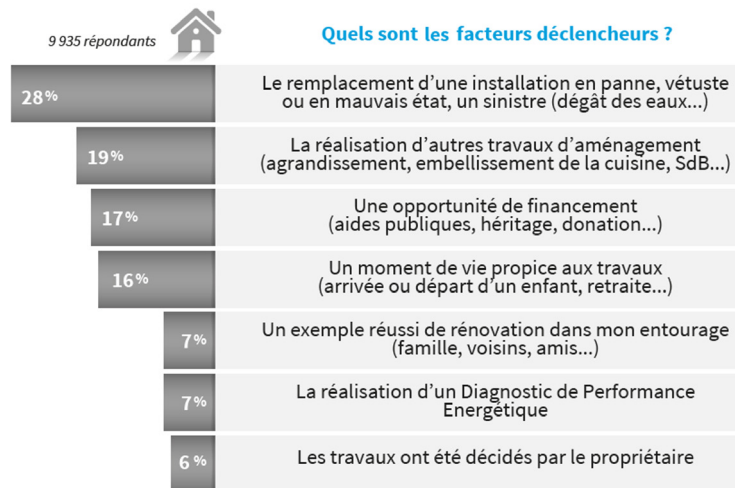 9 935 répondants
Quels sont les facteurs déclencheurs ?
28%
Le remplacement d'une installation en panne, vétuste
ou en mauvais état, un sinistre (dégât des eaux...)
19%
La réalisation d'autres travaux d'aménagement
(agrandissement, embellissement de la cuisine, SdB...)
17%
Une opportunité de financement
(aides publiques, héritage, donation...)
16%
Un moment de vie propice aux travaux
(arrivée ou départ d'un enfant, retraite...)
7%
Un exemple réussi de rénovation dans mon entourage
(famille, voisins, amis...)
7%
La réalisation d'un Diagnostic de Performance
Energétique
6 %
Les travaux ont été décidés par le propriétaire